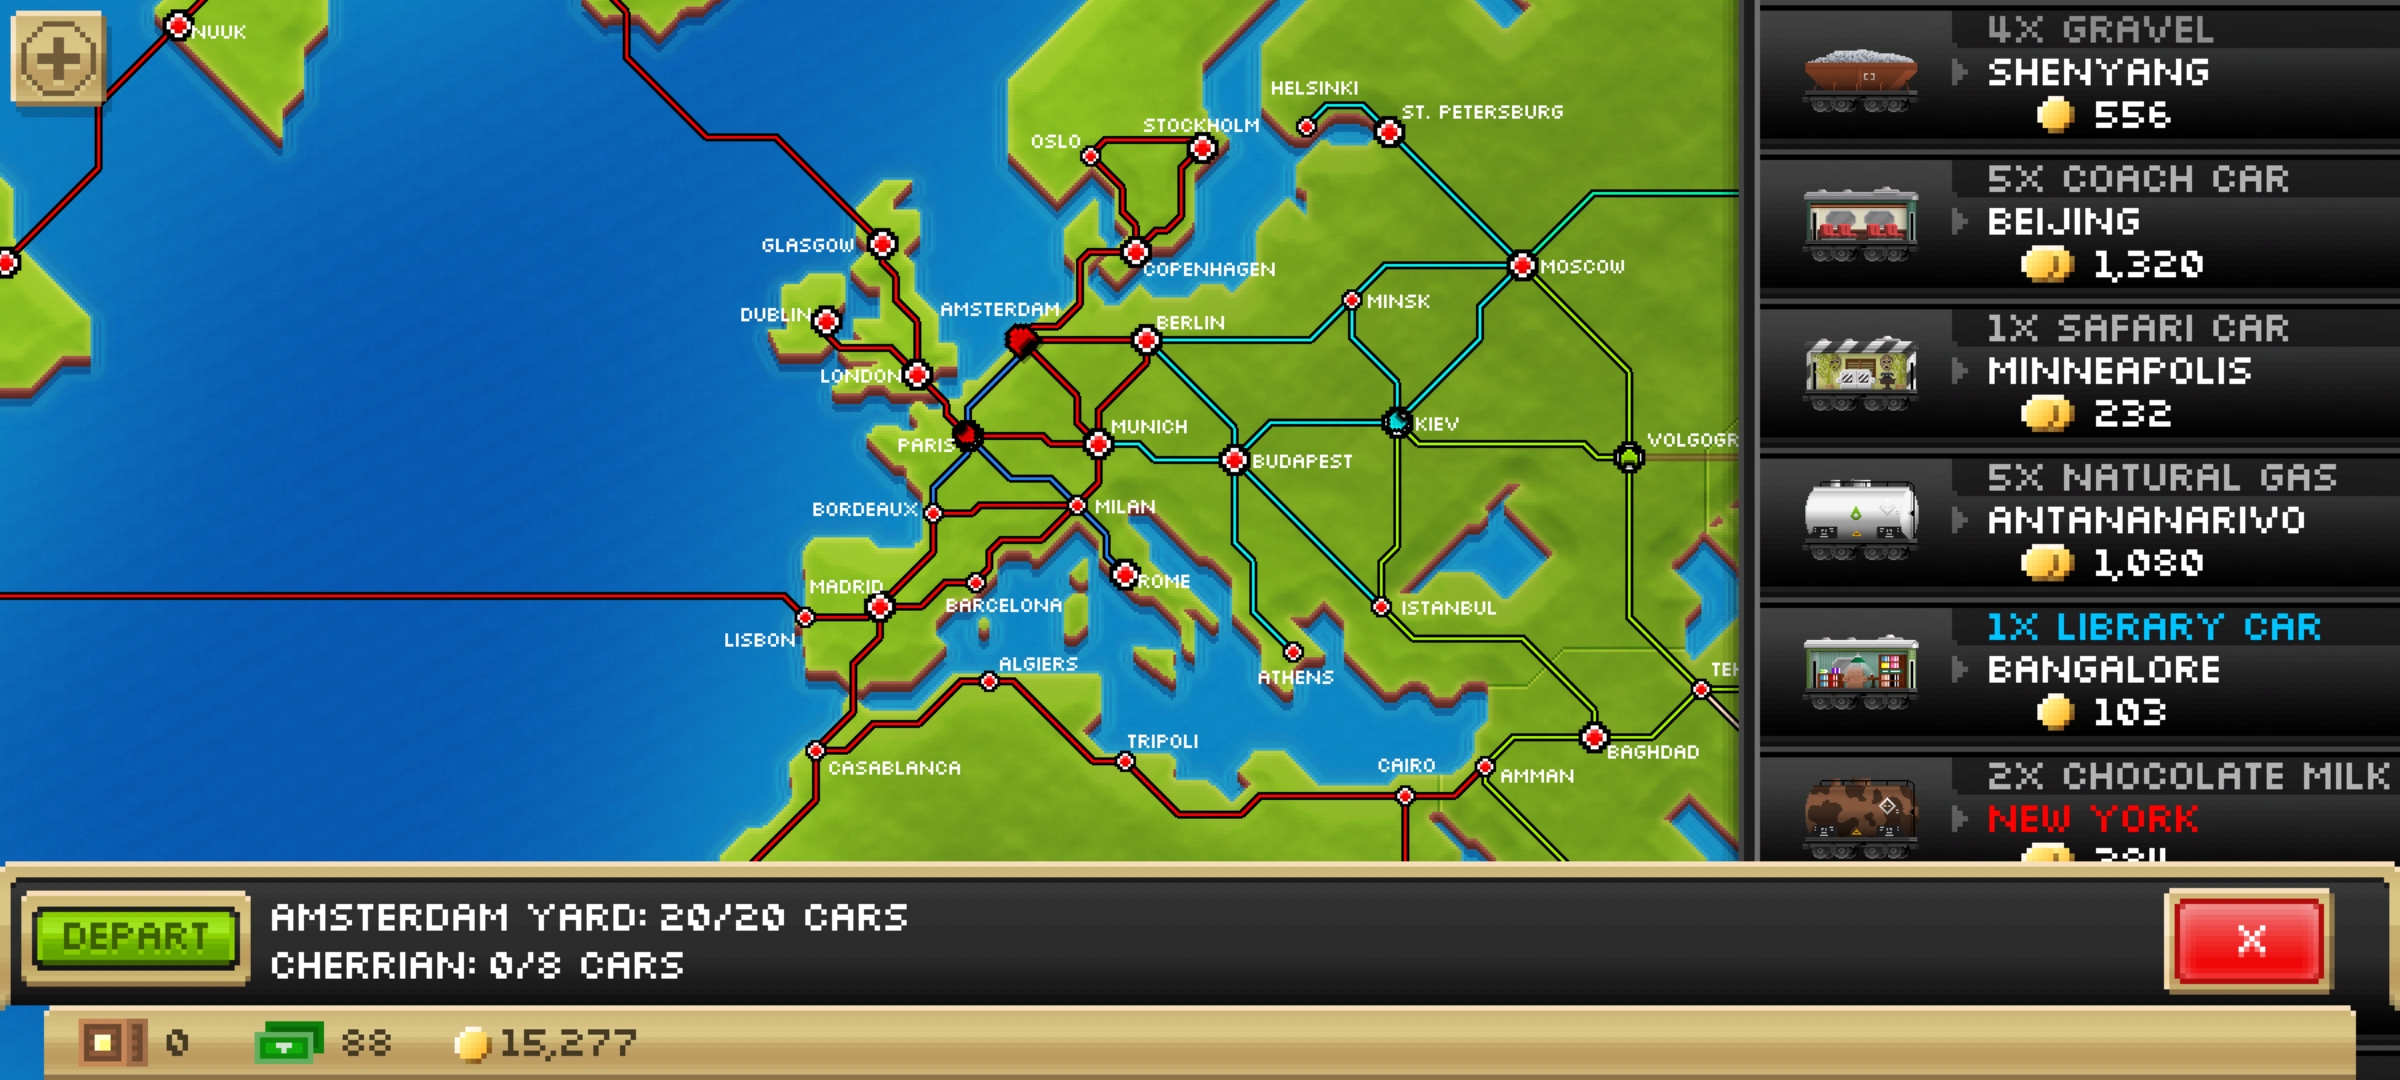 NUUK
HELSINKI
ST. PETERSBURG
STOCKHOLM
OSLO
GLASGOW
COPENHAGEN
MOSCOW
AMSTERDAM
MINSK
DUBLIN
BERLIN
LONDON
MUNICH
KIEV
PARIS
VOLGOGR
BUDAPEST
BORDEAUX
MILAN
MADRID
ROME
BARCELONA
ISTANBUL
LISBON
ALGIERS
ATHENS
TEH
TRIPOLI
BAGHDAD
CASABLANCA
CAIRO
AMMAN
4X GRAVEL
SHENYANG
556
5X COACH CAR
BEIJING
1,320
1X SAFARI CAR
MINNEAPOLIS
232
5X NATURAL GAS
ANTANANARIVO
1,080
1X LIBRARY CAR
BANGALORE
103
2X CHOCOLATE MILK
NEW YORK
DEPART
AMSTERDAM YARD: 20/20 CARS
CHERRIAN: 0/8 CARS
X
0
88
15,277